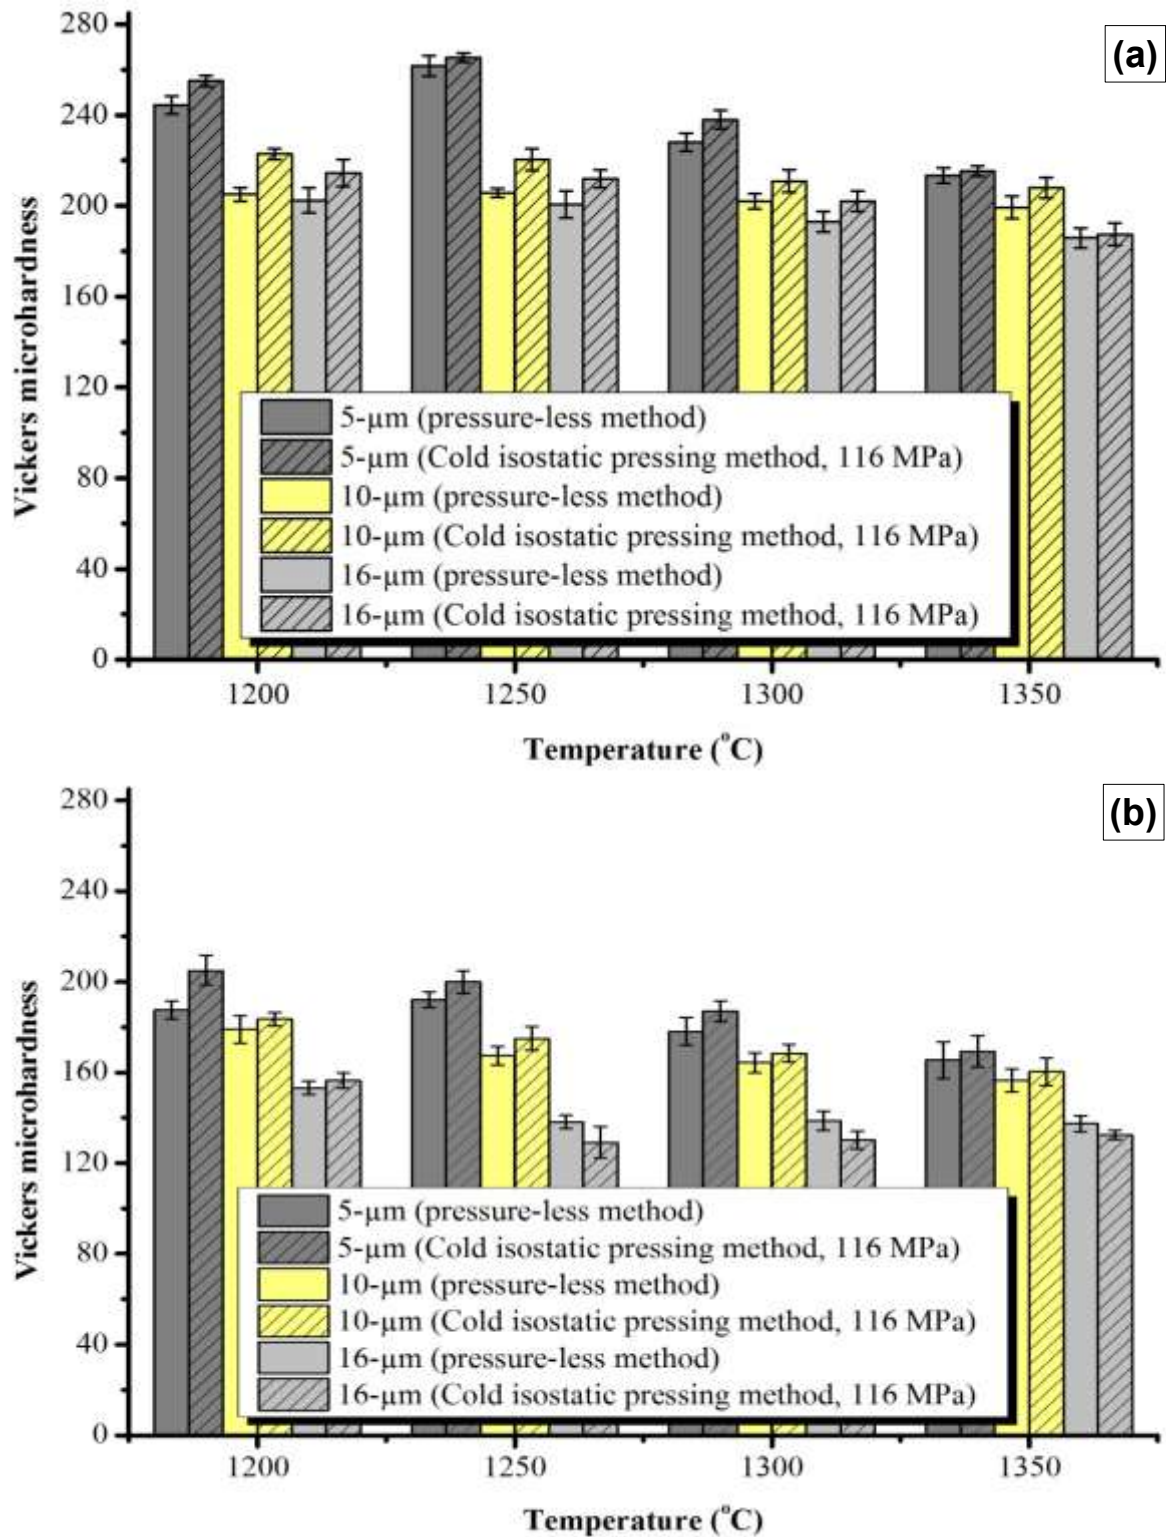 (a)
280
240
200
160
120
80
40
0
Vickers microhardness
5-μm (pressure-less method)
5-μm (Cold isostatic pressing method, 116 MPa)
10-μm (pressure-less method)
10-μm (Cold isostatic pressing method, 116 MPa)
16-μm (pressure-less method)
16-μm (Cold isostatic pressing method, 116 MPa)
1200 1250 1300 1350
Temperature (°C)
(b)
280
240
200
160
120
80
40
0
Vickers microhardness
5-μm (pressure-less method)
5-μm (Cold isostatic pressing method, 116 MPa)
10-μm (pressure-less method)
10-μm (Cold isostatic pressing method, 116 MPa)
16-μm (pressure-less method)
16-μm (Cold isostatic pressing method, 116 MPa)
1200 1250 1300 1350
Temperature (°C)